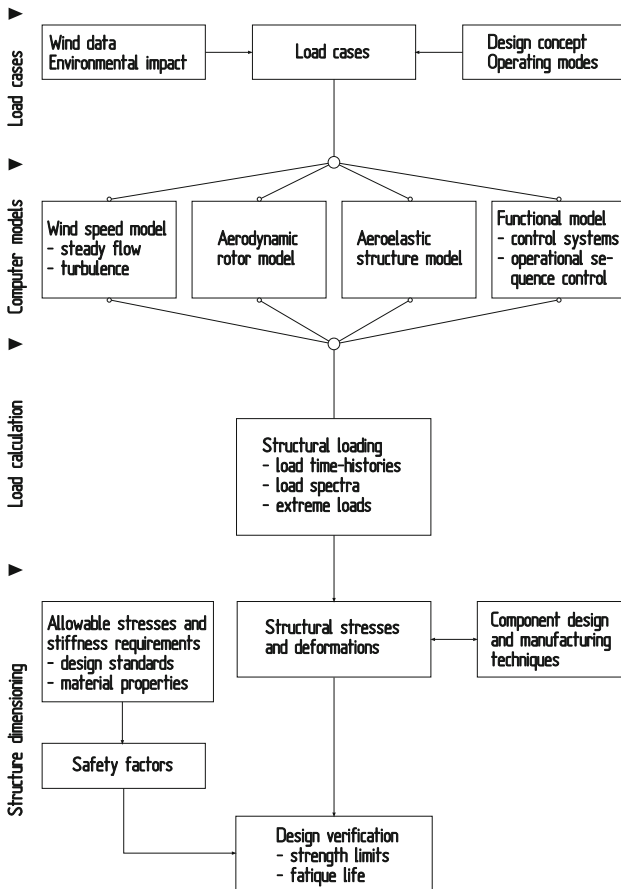 Load cases
Wind data
Environmental impact
Load cases
Design concept
Operating modes
Computer models
Wind speed model
- steady flow
- turbulence
Aerodynamic
rotor model
Aeroelastic
structure model
Functional model
- control systems
- operational se-
quence control
Load calculation
Structural loading
- load time-histories
- load spectra
- extreme loads
Structure dimensioning
Allowable stresses and
stiffness requirements
- design standards
- material properties
Structural stresses
and deformations
Component design
and manufacturing
techniques
Safety factors
Design verification
- strength limits
- fatique life